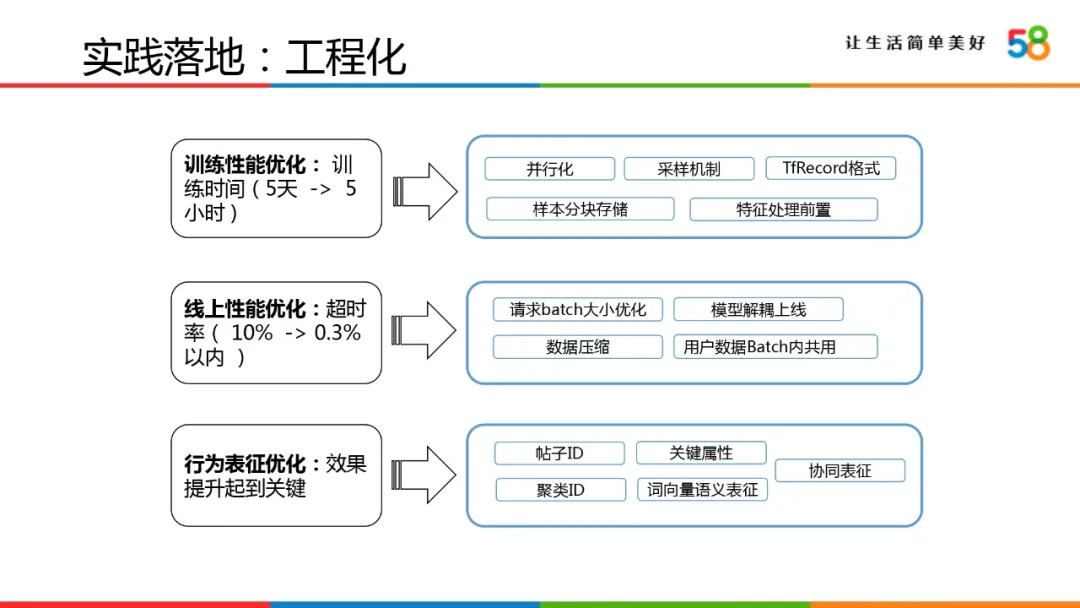 实践落地：工程化
让生活简单美好 58
训练性能优化： 训
练时间（5天 -> 5
小时）
并行化
采样机制
TfRecord格式
样本分块存储
特征处理前置
线上性能优化：超时
率（ 10% -> 0.3%
以内 ）
请求batch大小优化
模型解耦上线
数据压缩
用户数据Batch内共用
行为表征优化：效果
提升起到关键
帖子ID
关键属性
协同表征
聚类ID
词向量语义表征